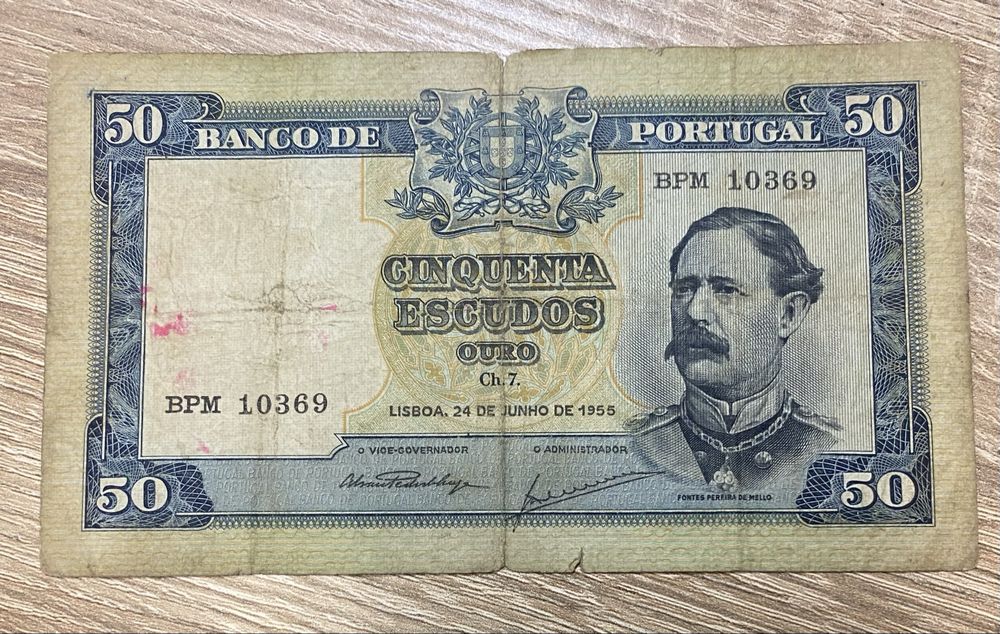 50 50
BANCO DE PORTUGAL
BPM 10369
CINQUENTA
ESCUDOS
OURO
Ch. 7.
BPM 10369
LISBOA, 24 DE JUNHO DE 1955
O VICE-GOVERNADOR O ADMINISTRADOR
FONTES PEREIRA DE MELLO
50 50